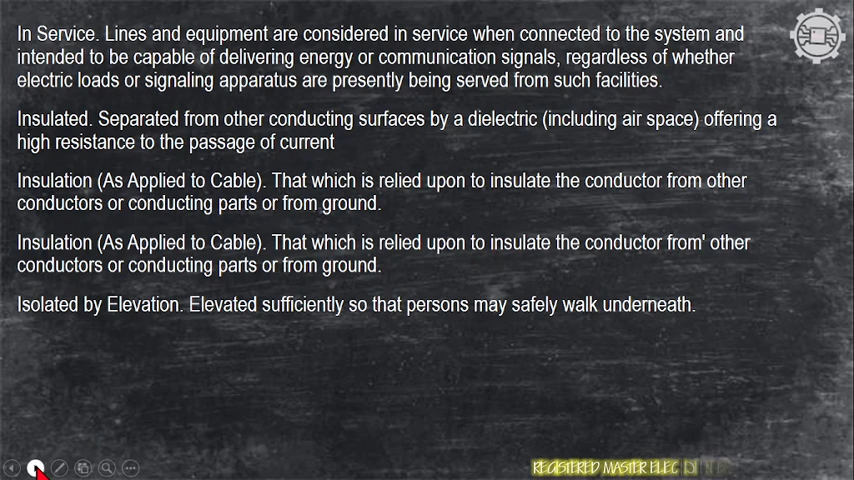 In Service. Lines and equipment are considered in service when connected to the system and
intended to be capable of delivering energy or communication signals, regardless of whether
electric loads or signaling apparatus are presently being served from such facilities.
Insulated. Separated from other conducting surfaces by a dielectric (including air space) offering a
high resistance to the passage of current
Insulation (As Applied to Cable). That which is relied upon to insulate the conductor from other
conductors or conducting parts or from ground.
Insulation (As Applied to Cable). That which is relied upon to insulate the conductor from' other
conductors or conducting parts or from ground.
Isolated by Elevation. Elevated sufficiently so that persons may safely walk underneath.
REGISTERED MASTER ELEC